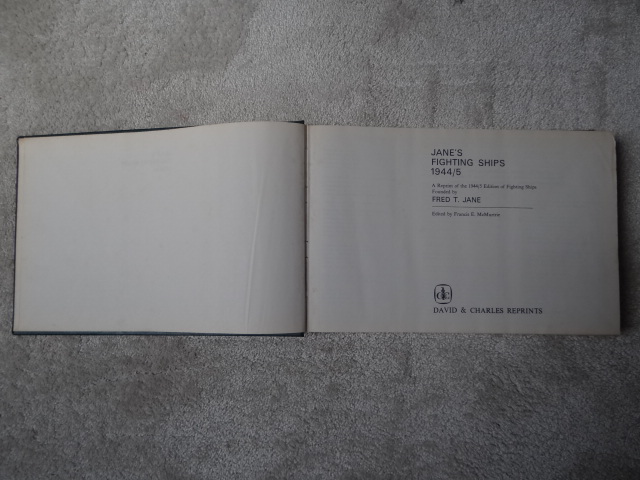 JANE'S
FIGHTING SHIPS
1944/5
A Reprint of the 1944/5 Edition of Fighting Ships
Founded by
FRED T. JANE
Edited by Francis E. McMurtrie
DAVID & CHARLES REPRINTS